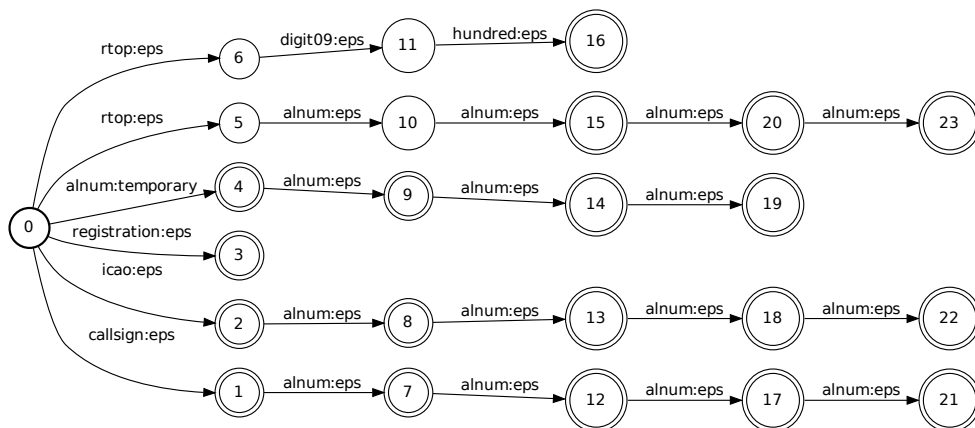 rtop:eps 6 digit09:eps 11 hundred:eps 16
rtop:eps 5 alnum:eps 10 alnum:eps 15 alnum:eps 20 alnum:eps 23
alnum:temporary 4 alnum:eps 9 alnum:eps 14 alnum:eps 19
0
registration:eps 3
icao:eps 2 alnum:eps 8 alnum:eps 13 alnum:eps 18 alnum:eps 22
callsign:eps 1 alnum:eps 7 alnum:eps 12 alnum:eps 17 alnum:eps 21